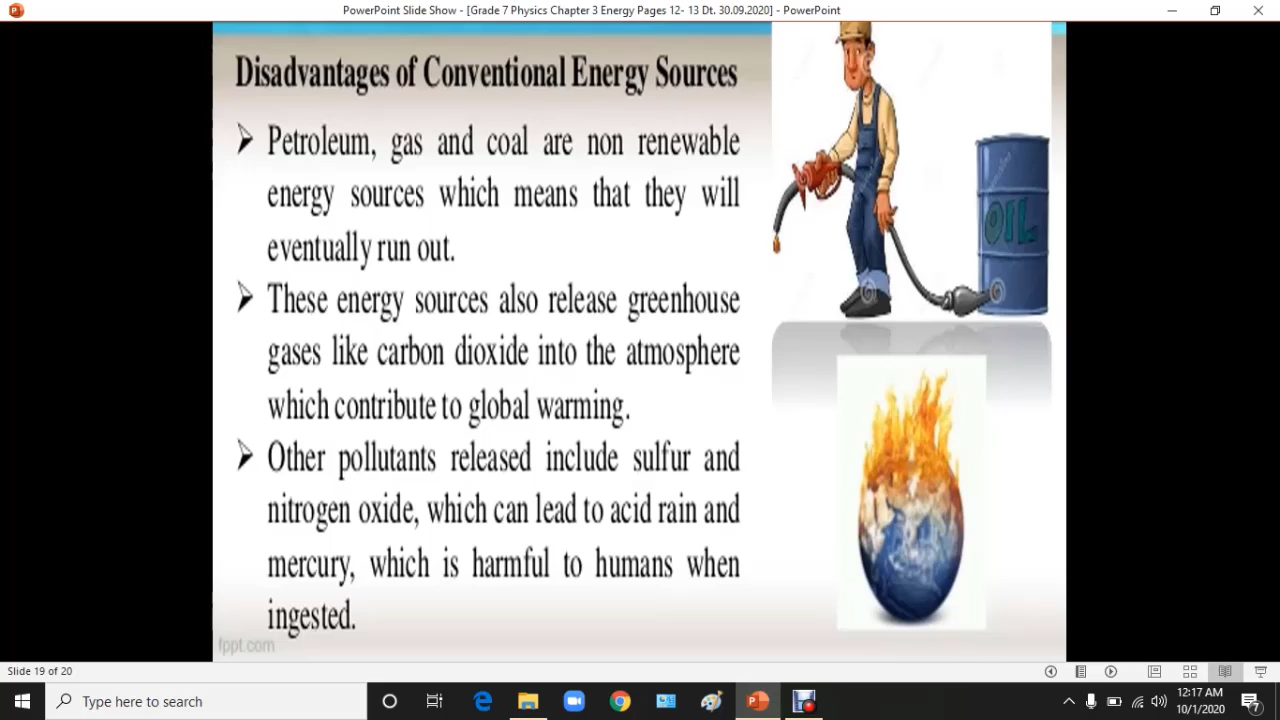 PowerPoint Slide Show - [Grade 7 Physics Chapter 3 Energy Pages 12- 13 Dt. 30.09.2020] - PowerPoint
Disadvantages of Conventional Energy Sources
Petroleum, gas and coal are non renewable
energy sources which means that they will
eventually run out.
These energy sources also release greenhouse
gases like carbon dioxide into the atmosphere
which contribute to global warming.
Other pollutants released include sulfur and
nitrogen oxide, which can lead to acid rain and
mercury, which is harmful to humans when
ingested.
OIL
fppt.com
Slide 19 of 20
Type here to search
12:17 AM
10/1/2020
7